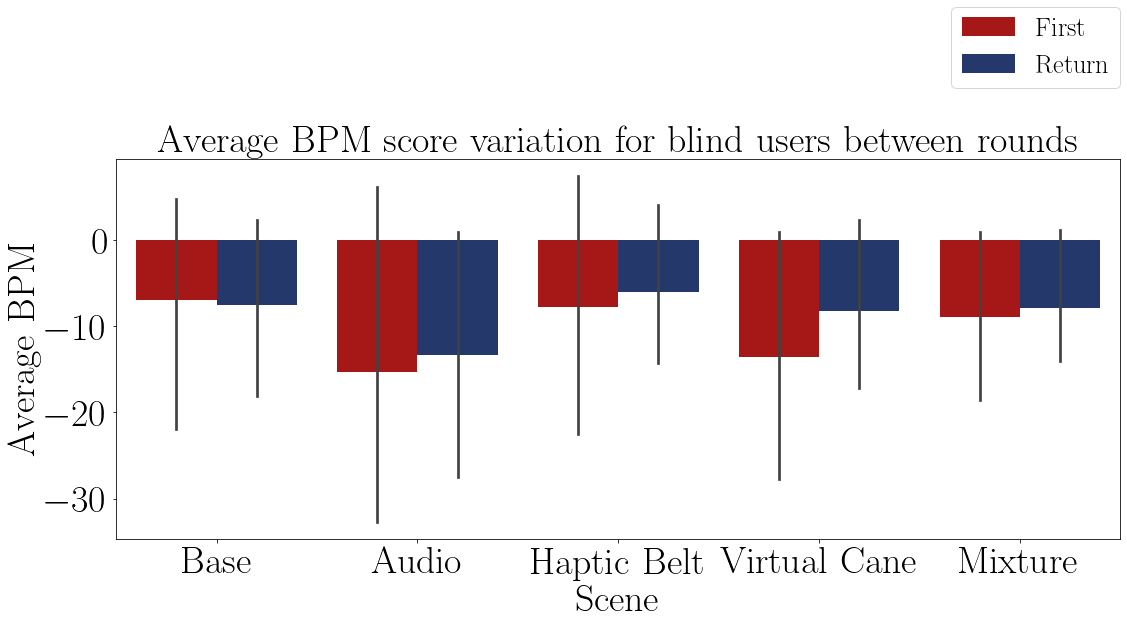 First
Return
Average BPM score variation for blind users between rounds
Average BPM
0
−10
−20
−30
Base Audio Haptic Belt Virtual Cane Mixture
Scene